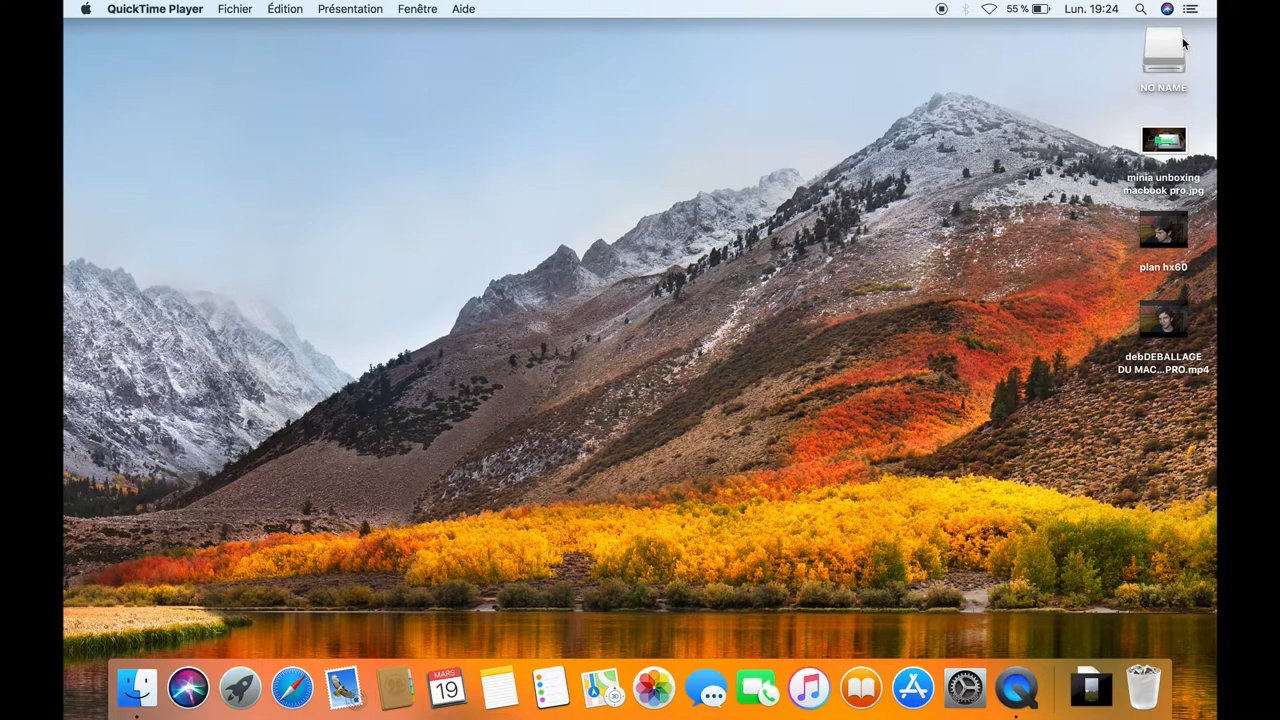 QuickTime Player Fichier Édition Présentation Fenêtre Aide 55 % Lun. 19:24
NO NAME
minia unboxing
macbook pro.jpg
plan hx60
debDEBALLAGE
DU MAC...PRO.mp4
MARS
19
3D